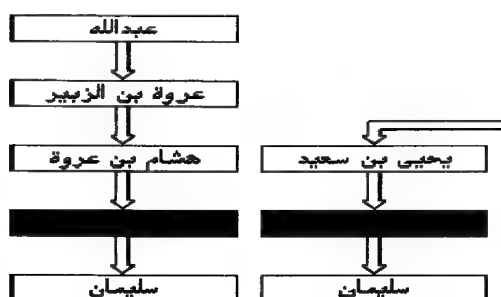 عبدالله
عروة بن الزبير
هشام بن عروة
يحيى بن سعيد
سليمان
سليمان